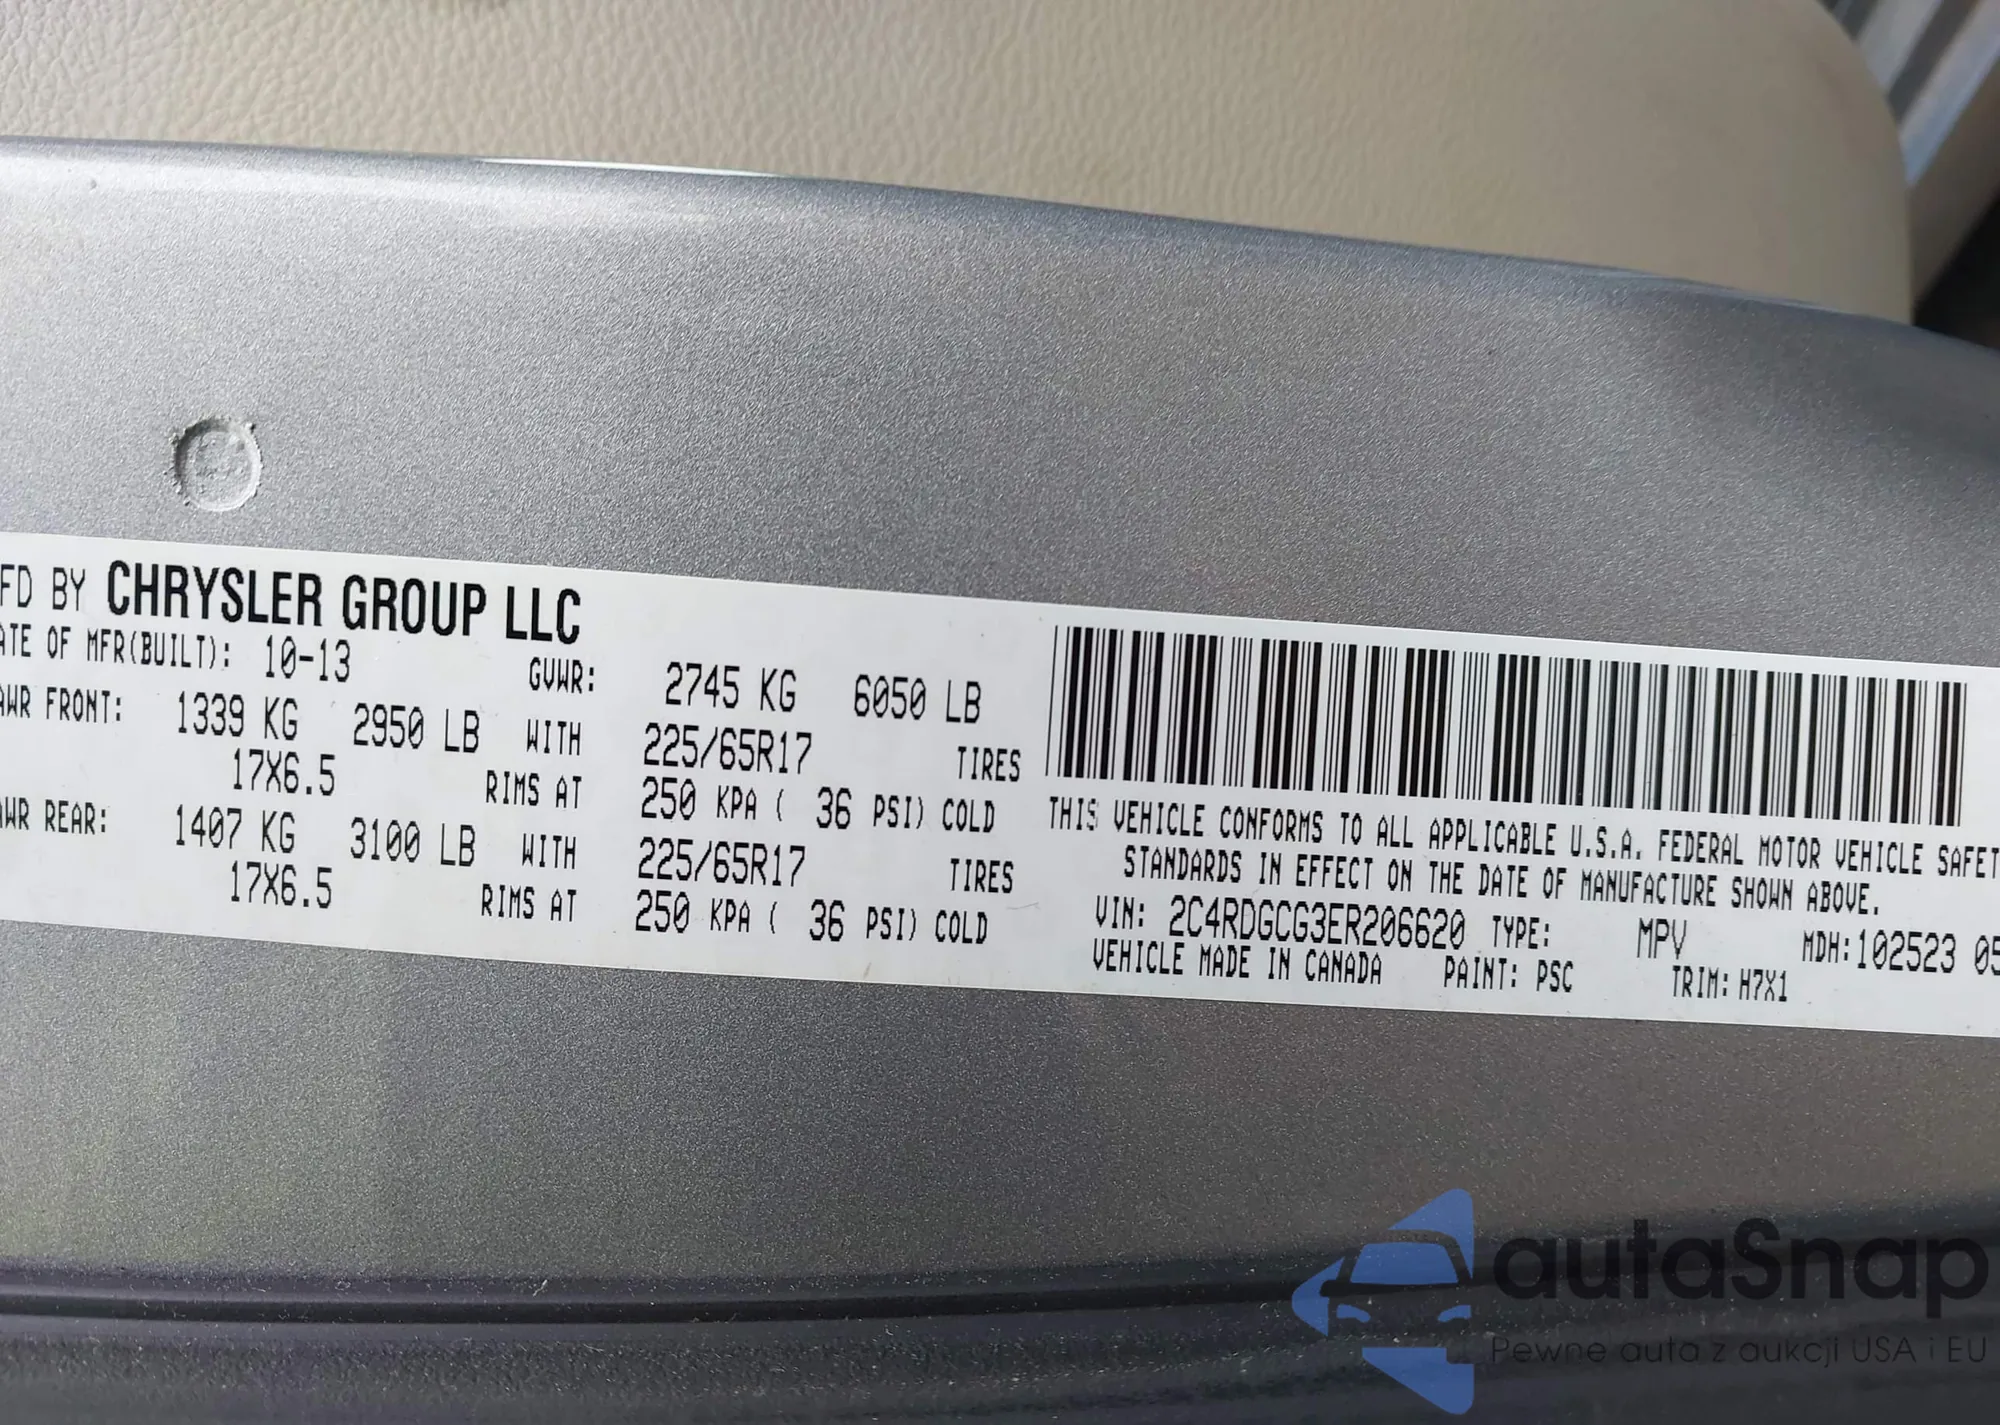 FD BY CHRYSLER GROUP LLC
ATE OF MFR(BUILT): 10-13 GVWR: 2745 KG 6050 LB
AWR FRONT: 1339 KG 2950 LB WITH 225/65R17 TIRES
17X6.5 RIMS AT 250 KPA ( 36 PSI) COLD
AWR REAR: 1407 KG 3100 LB WITH 225/65R17 TIRES
17X6.5 RIMS AT 250 KPA ( 36 PSI) COLD
THIS VEHICLE CONFORMS TO ALL APPLICABLE U.S.A. FEDERAL MOTOR VEHICLE SAFET
STANDARDS IN EFFECT ON THE DATE OF MANUFACTURE SHOWN ABOVE.
VIN: 2C4RDGCG3ER206620 TYPE: MPV MDH:102523 05
VEHICLE MADE IN CANADA PAINT: PSC TRIM: H7X1
autaSnap
Pewne auta z aukcji USA i EU